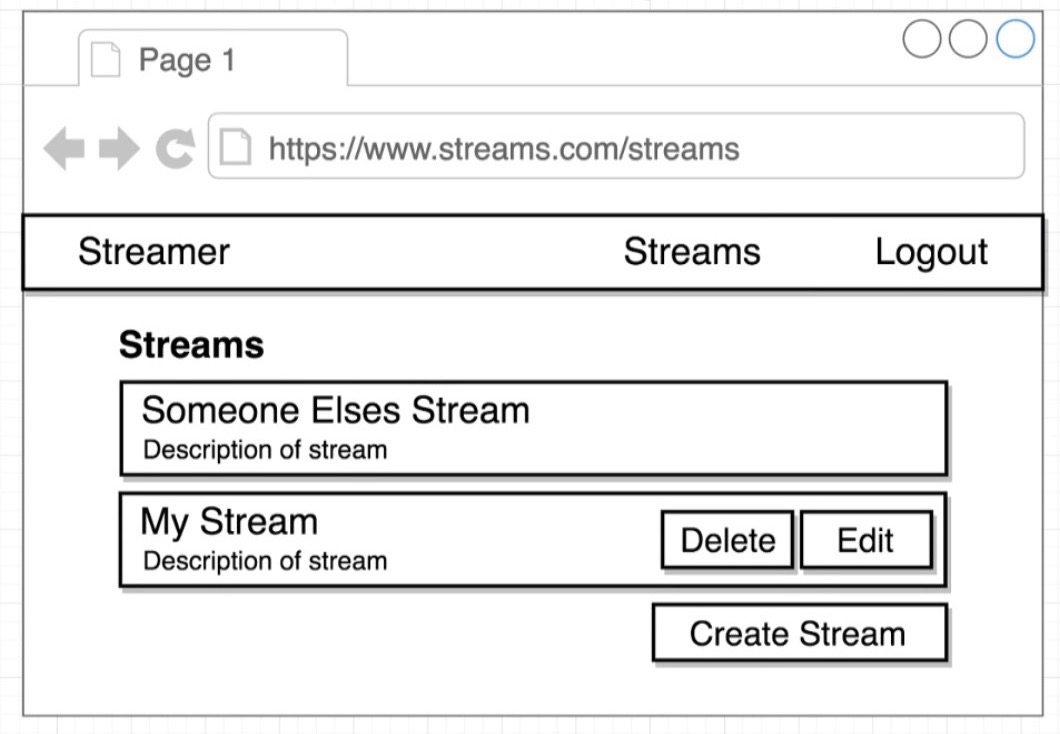 Page 1
https://www.streams.com/streams
Streamer Streams Logout
Streams
Someone Elses Stream
Description of stream
My Stream
Description of stream
Delete Edit
Create Stream